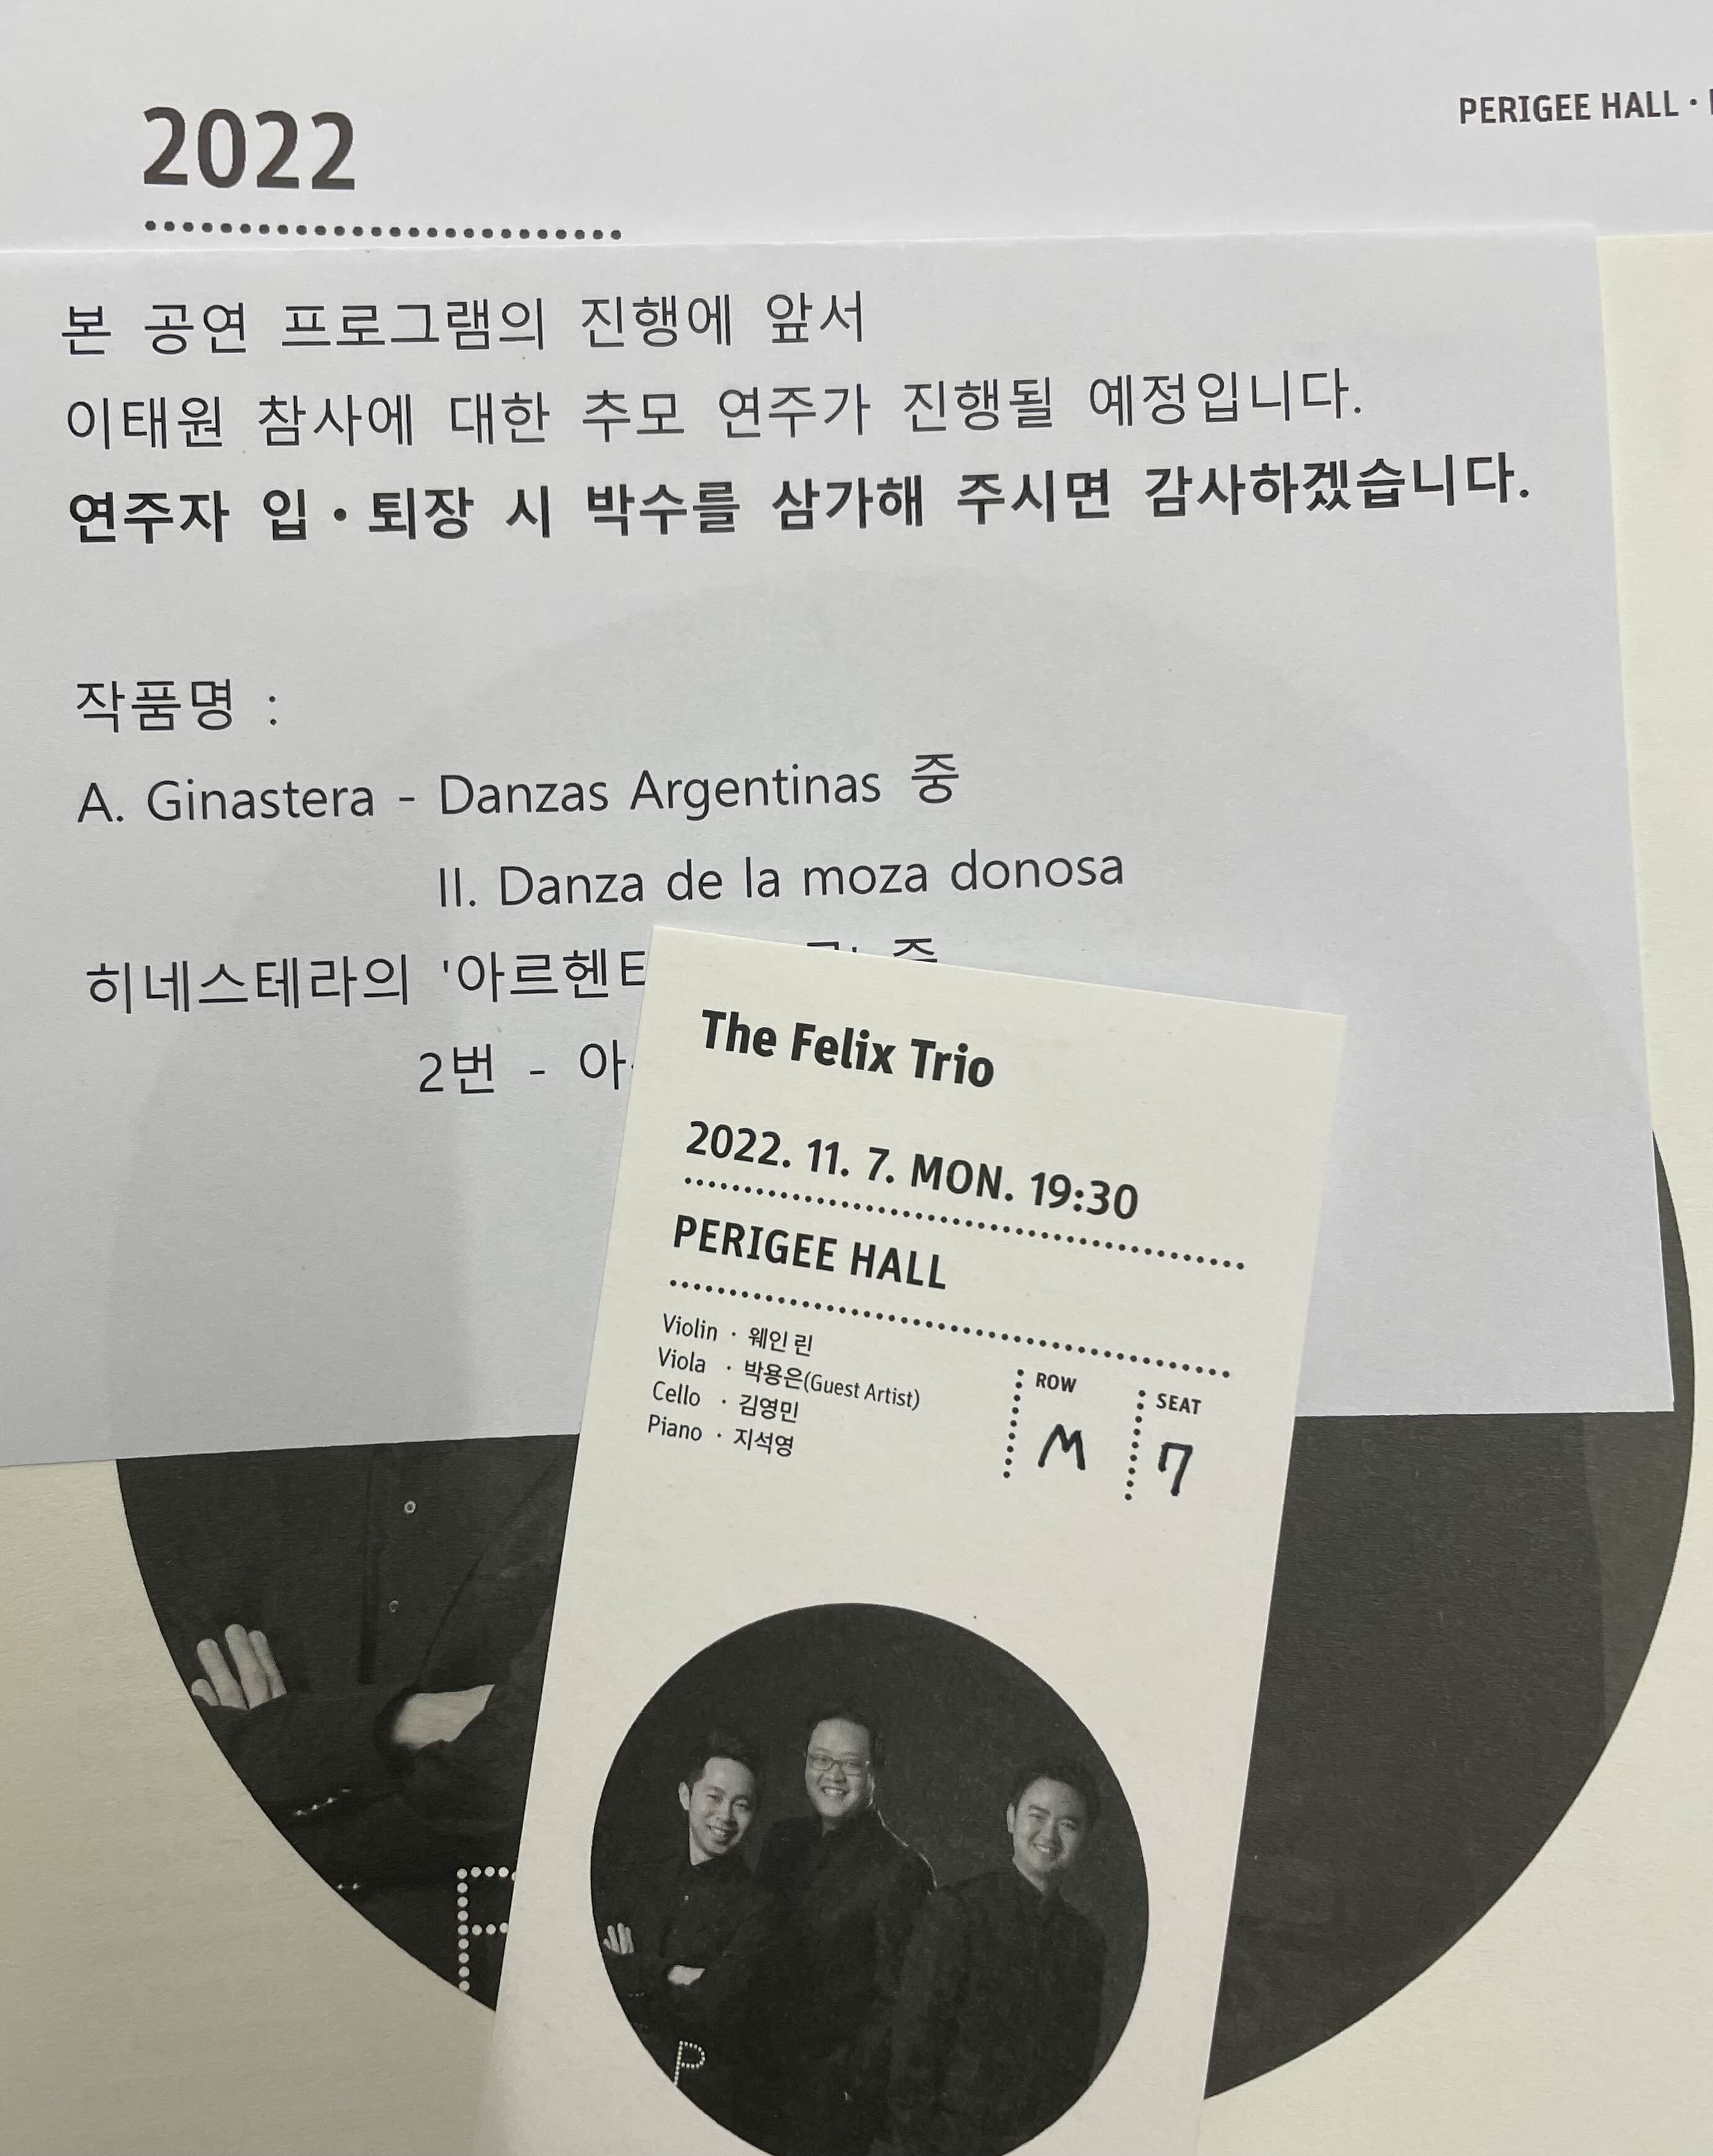 2022
PERIGEE HALL ·
본 공연 프로그램의 진행에 앞서
이태원 참사에 대한 추모 연주가 진행될 예정입니다.
연주자 입·퇴장 시 박수를 삼가해 주시면 감사하겠습니다.
작품명 :
A. Ginastera - Danzas Argentinas 중
II. Danza de la moza donosa
히네스테라의
2번 -
The Felix Trio
2022. 11. 7. MON. 19:30
PERIGEE HALL
Violin · 웨인 린
Viola · 박용은(Guest Artist)
Cello · 김영민
Piano · 지석영
ROW
M
SEAT
7
P